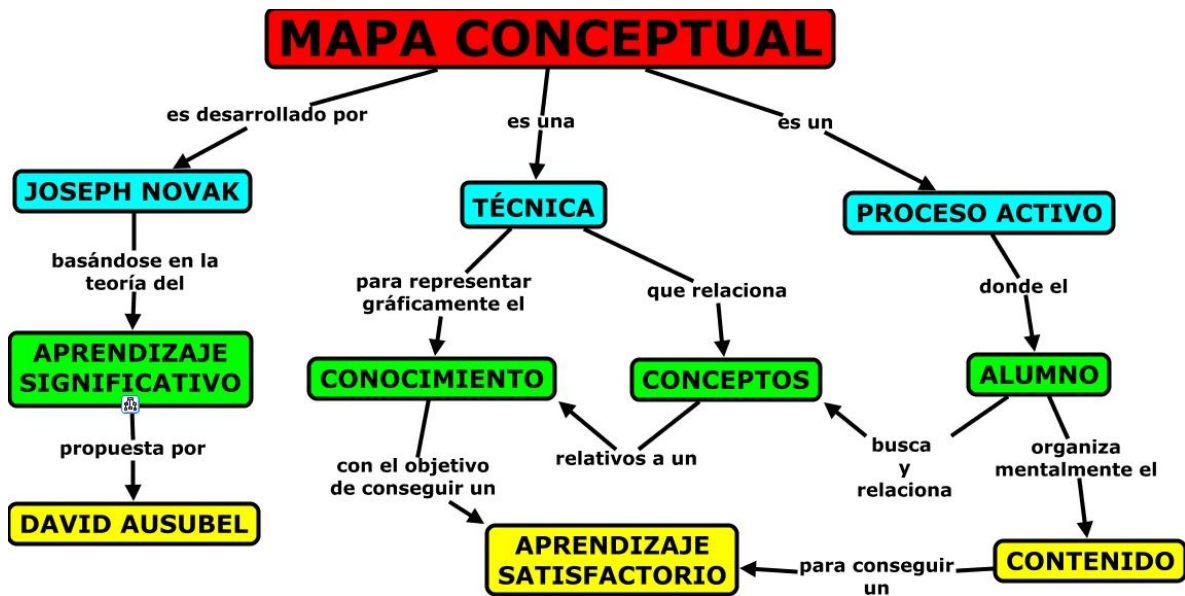 MAPA CONCEPTUAL
es desarrollado por
es una
es un
JOSEPH NOVAK
TÉCNICA
PROCESO ACTIVO
basándose en la
teoría del
para representar
gráficamente el
que relaciona
donde el
APRENDIZAJE
SIGNIFICATIVO
CONOCIMIENTO
CONCEPTOS
ALUMNO
propuesta por
con el objetivo
de conseguir un
relativos a un
busca
y
relaciona
organiza
mentalmente el
DAVID AUSUBEL
APRENDIZAJE
SATISFACTORIO
para conseguir
un
CONTENIDO